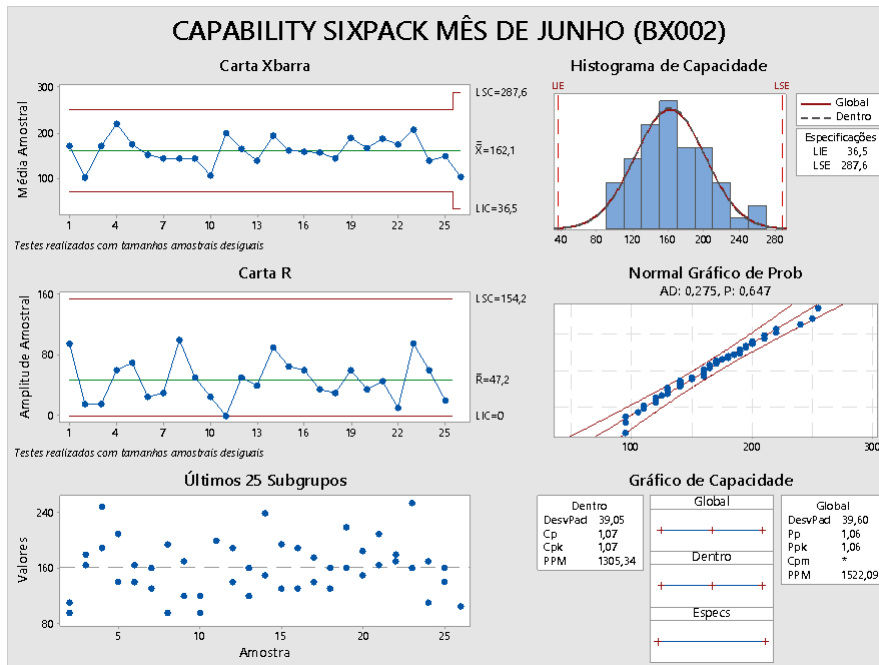 CAPABILITY SIXPACK MÊS DE JUNHO (BX002)
Carta Xbarra
Média Amostral
300
200
100
1 4 7 10 13 16 19 22 25
LSC=287,6
X=162,1
LIC=36,5
Testes realizados com tamanhos amostrais desiguais
Histograma de Capacidade
LIE LSE
40 80 120 160 200 240 280
Global
Dentro
Especificações
LIE 36,5
LSE 287,6
Carta R
Amplitude Amostral
160
80
0
1 4 7 10 13 16 19 22 25
LSC=154,2
R=47,2
LIC=0
Testes realizados com tamanhos amostrais desiguais
Normal Gráfico de Prob
AD: 0,275, P: 0,647
100 200 300
Últimos 25 Subgrupos
Valores
240
160
80
5 10 15 20 25
Amostra
Gráfico de Capacidade
Dentro
DesvPad 39,05
Cp 1,07
Cpk 1,07
PPM 1305,34
Global
Dentro
Especs
Global
DesvPad 39,60
Pp 1,06
Ppk 1,06
Cpm *
PPM 1522,09